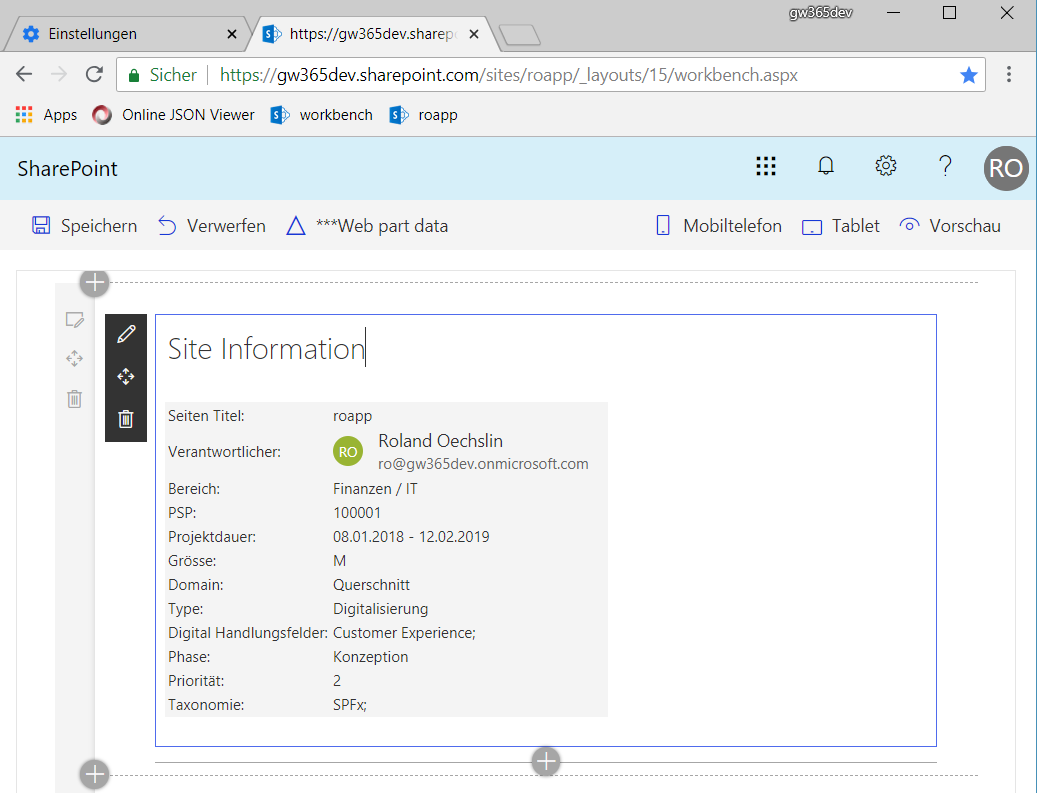 gw365dev
Einstellungen
https://gw365dev.sharep
Sicher https://gw365dev.sharepoint.com/sites/roapp/_layouts/15/workbench.aspx
Apps Online JSON Viewer workbench roapp
SharePoint RO
Speichern Verwerfen ***Web part data Mobiltelefon Tablet Vorschau
Site Information
Seiten Titel: roapp
Verantwortlicher: RO Roland Oechslin
ro@gw365dev.onmicrosoft.com
Bereich: Finanzen / IT
PSP: 100001
Projektdauer: 08.01.2018 - 12.02.2019
Grösse: M
Domain: Querschnitt
Type: Digitalisierung
Digital Handlungsfelder: Customer Experience;
Phase: Konzeption
Priorität: 2
Taxonomie: SPFx;